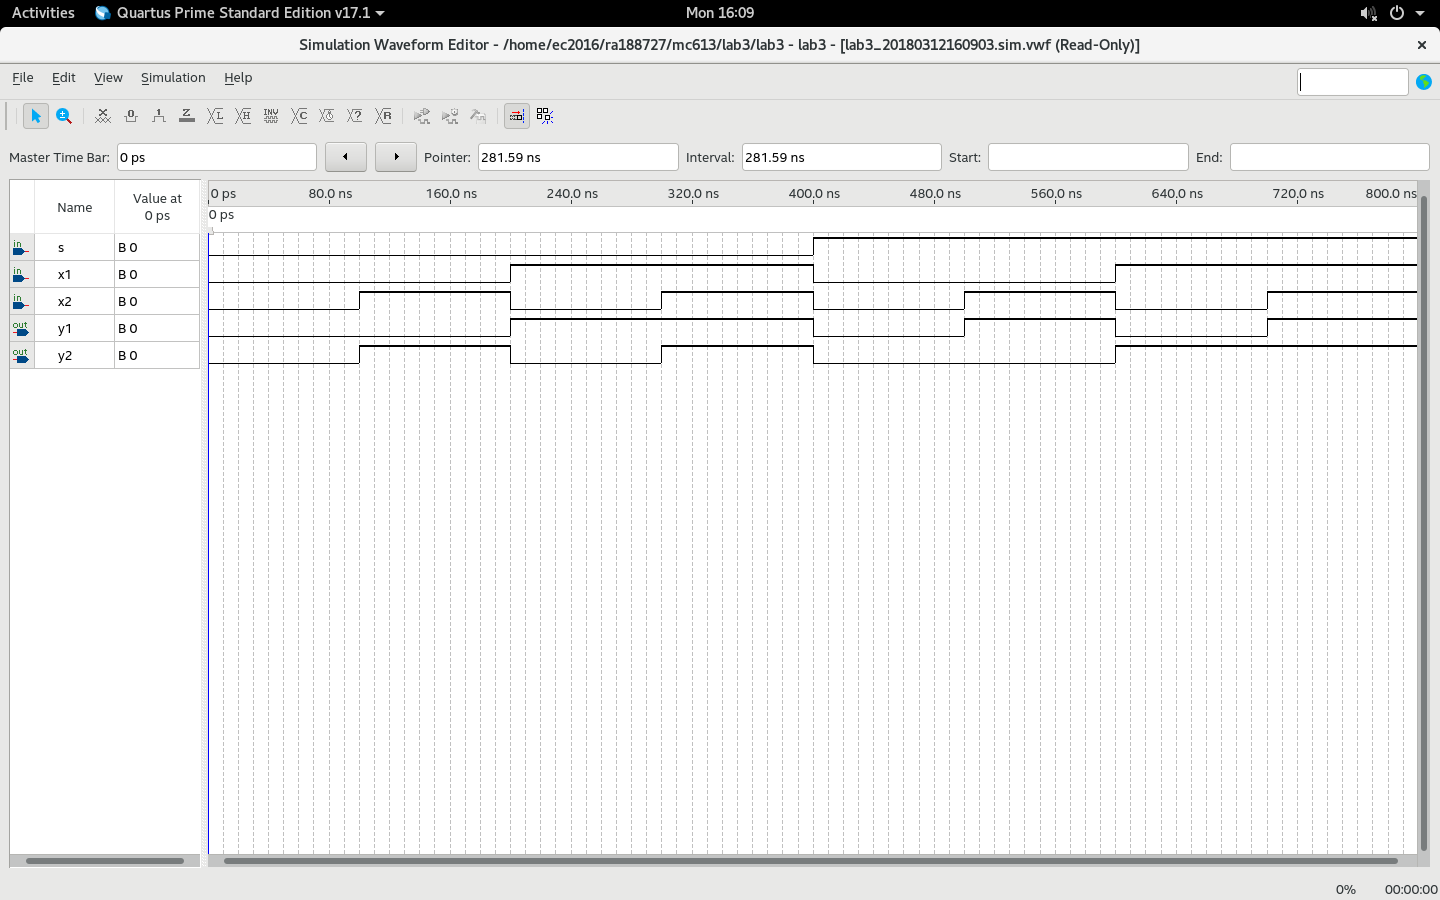 Activities Quartus Prime Standard Edition v17.1 Mon 16:09
Simulation Waveform Editor - /home/ec2016/ra188727/mc613/lab3/lab3 - lab3 - [lab3_20180312160903.sim.vwf (Read-Only)]
File Edit View Simulation Help
Master Time Bar: 0 ps Pointer: 281.59 ns Interval: 281.59 ns Start: End:
Name Value at 0 ps
0 ps 80.0 ns 160.0 ns 240.0 ns 320.0 ns 400.0 ns 480.0 ns 560.0 ns 640.0 ns 720.0 ns 800.0 ns
0 ps
in s B 0
in x1 B 0
in x2 B 0
out y1 B 0
out y2 B 0
0% 00:00:00